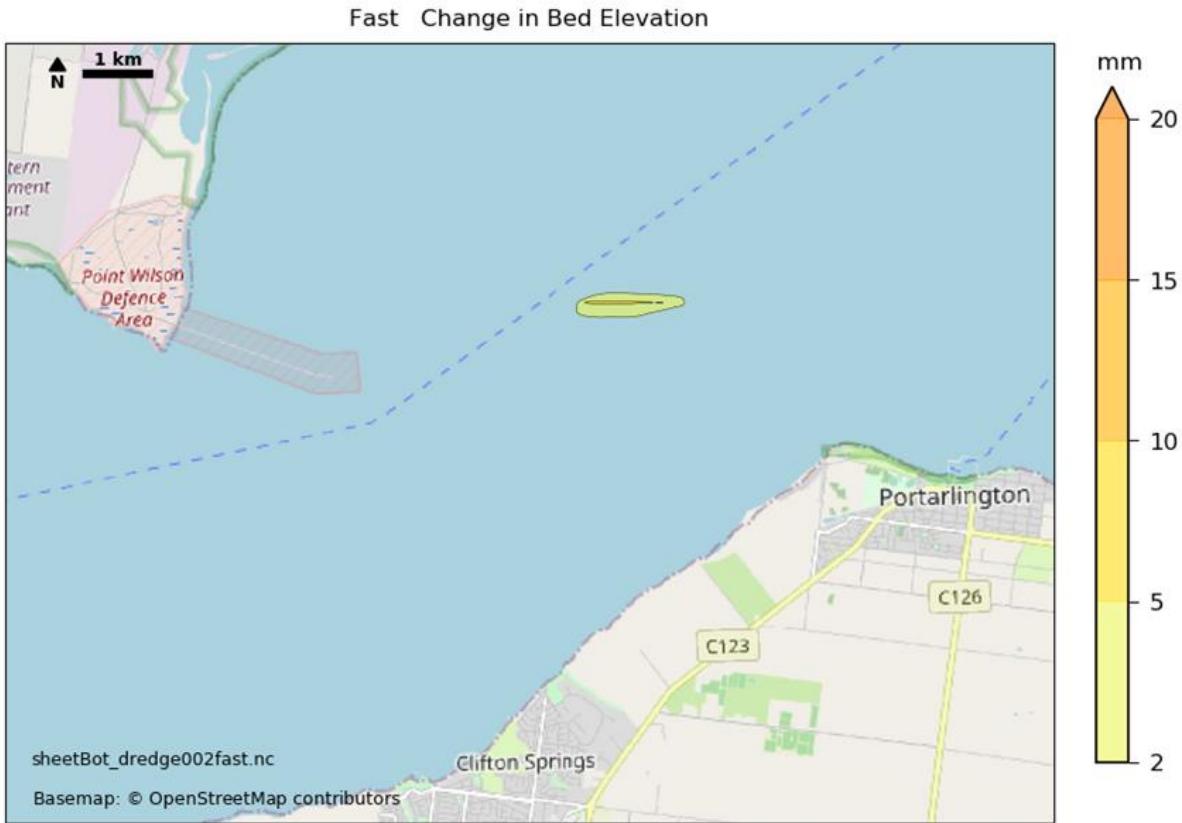 Fast Change in Bed Elevation
1 km
N
mm
20
15
10
5
2
tern
ment
ant
Point Wilson
Defence
Area
Portarlington
C126
C123
Clifton Springs
sheetBot_dredge002fast.nc
Basemap: © OpenStreetMap contributors